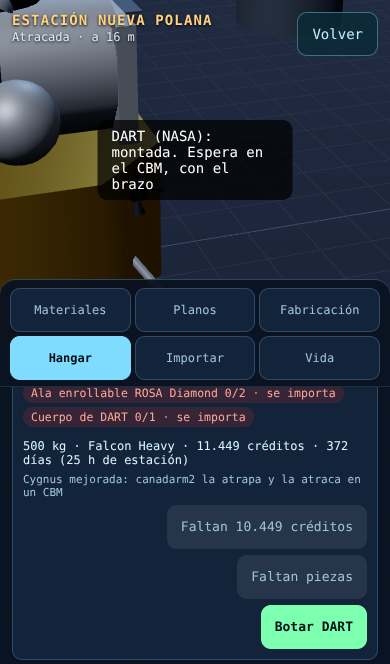 ESTACIÓN NUEVA POLANA
Atracada · a 16 m
Volver
DART (NASA):
montada. Espera en
el CBM, con el
brazo
Materiales
Planos
Fabricación
Hangar
Importar
Vida
Ala enrollable ROSA Diamond 0/2 · se importa
Cuerpo de DART 0/1 · se importa
500 kg · Falcon Heavy · 11.449 créditos · 372
días (25 h de estación)
Cygnus mejorada: canadarm2 la atrapa y la atraca en
un CBM
Faltan 10.449 créditos
Faltan piezas
Botar DART